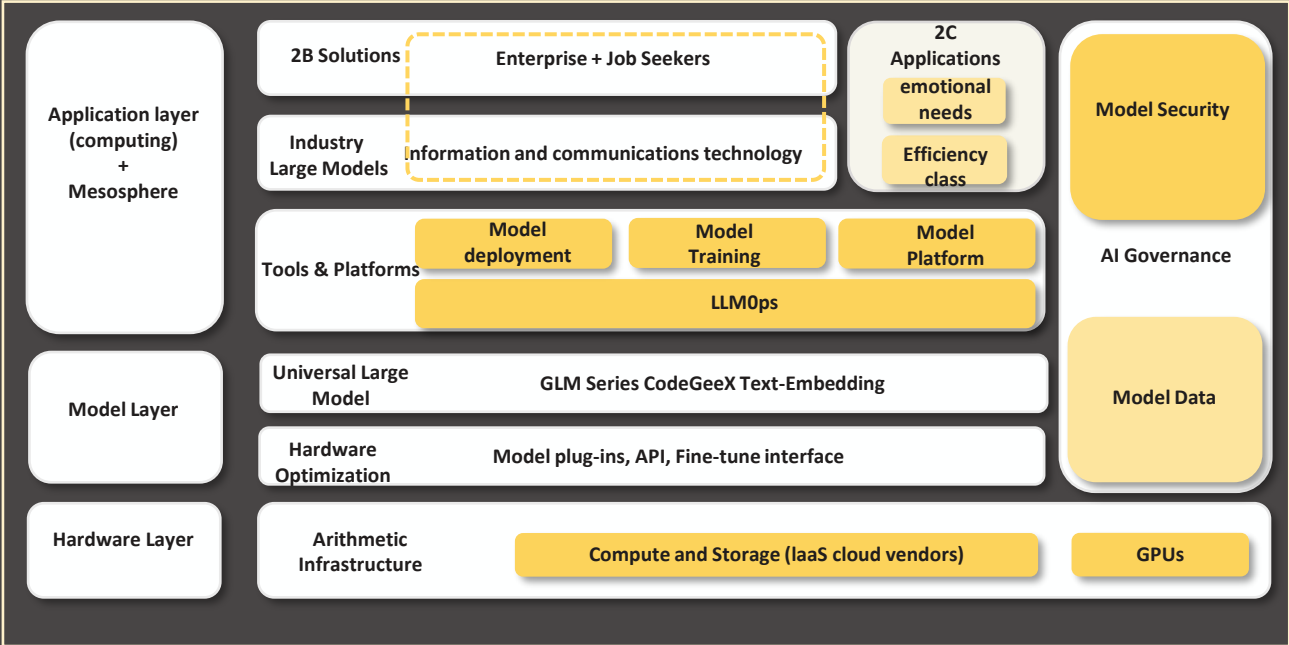 Application layer
(computing)
+
Mesosphere
2B Solutions
Enterprise + Job Seekers
Industry
Large Models
Information and communications technology
2C
Applications
emotional
needs
Efficiency
class
Model Security
AI Governance
Model Data
Tools & Platforms
Model
deployment
Model
Training
Model
Platform
LLM0ps
Model Layer
Universal Large
Model
GLM Series CodeGeeX Text-Embedding
Hardware
Optimization
Model plug-ins, API, Fine-tune interface
Hardware Layer
Arithmetic
Infrastructure
Compute and Storage (IaaS cloud vendors)
GPUs